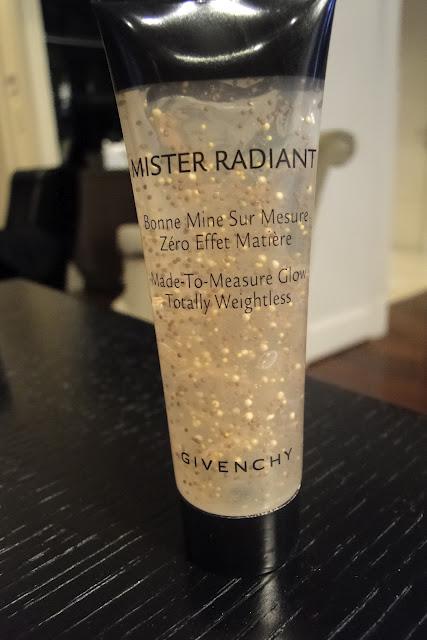 MISTER RADIANT
Bonne Mine Sur Mesure
Zéro Effet Matière
Made-To-Measure Glow
Totally Weightless
GIVENCHY